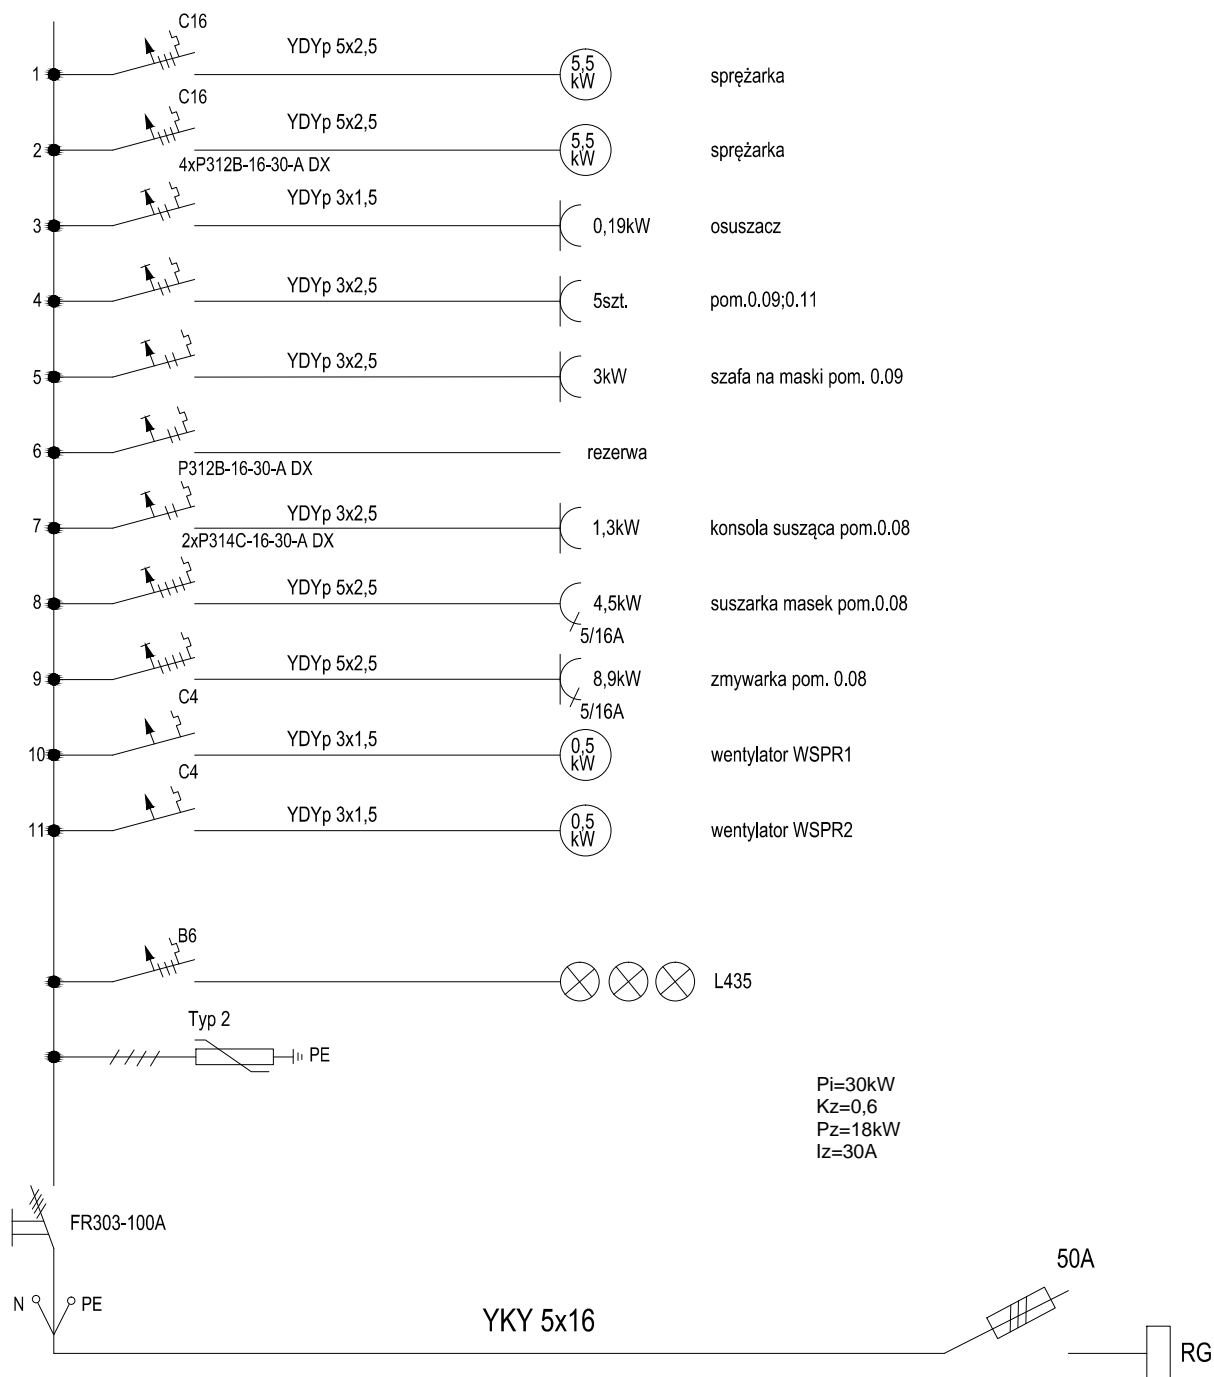 C16
YDYp 5x2,5
1
5,5
kW
sprężarka
C16
YDYp 5x2,5
2
5,5
kW
sprężarka
4xP312B-16-30-A DX
YDYp 3x1,5
3
0,19kW
osuszacz
YDYp 3x2,5
4
5szt.
pom.0.09;0.11
YDYp 3x2,5
5
3kW
szafa na maski pom. 0.09
6
rezerwa
P312B-16-30-A DX
YDYp 3x2,5
7
1,3kW
konsola susząca pom.0.08
2xP314C-16-30-A DX
YDYp 5x2,5
8
4,5kW
suszarka masek pom.0.08
5/16A
YDYp 5x2,5
9
8,9kW
zmywarka pom. 0.08
5/16A
C4
YDYp 3x1,5
10
0,5
kW
wentylator WSPR1
C4
YDYp 3x1,5
11
0,5
kW
wentylator WSPR2
B6
L435
Typ 2
PE
Pi=30kW
Kz=0,6
Pz=18kW
Iz=30A
FR303-100A
50A
N
PE
YKY 5x16
RG